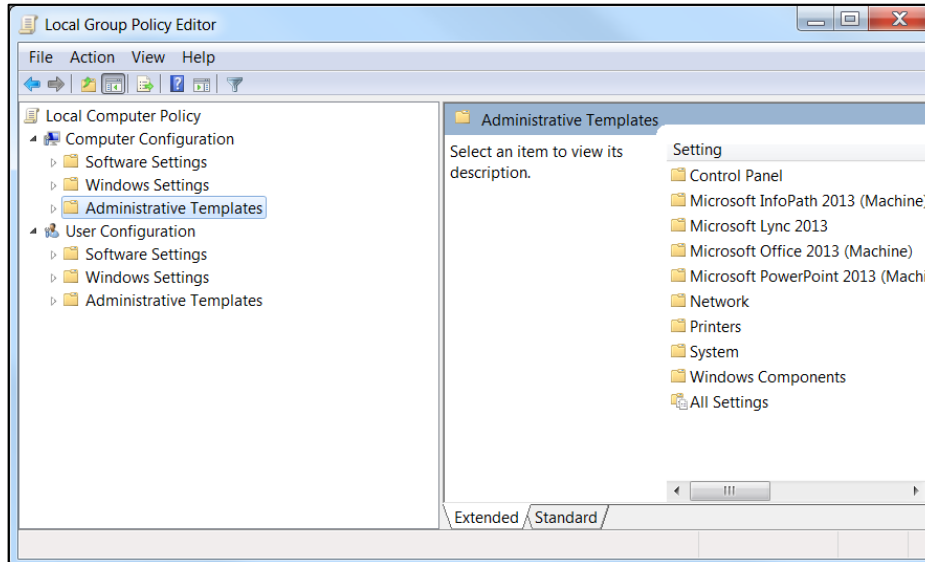 Local Group Policy Editor
File Action View Help
Local Computer Policy
Computer Configuration
Software Settings
Windows Settings
Administrative Templates
User Configuration
Software Settings
Windows Settings
Administrative Templates
Administrative Templates
Select an item to view its
description.
Setting
Control Panel
Microsoft InfoPath 2013 (Machine)
Microsoft Lync 2013
Microsoft Office 2013 (Machine)
Microsoft PowerPoint 2013 (Machi
Network
Printers
System
Windows Components
All Settings
Extended Standard